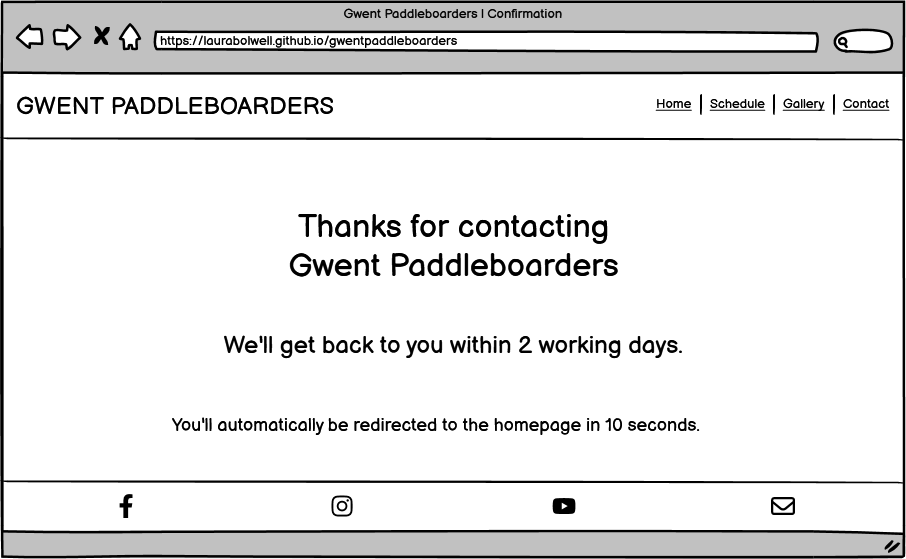 Gwent Paddleboarders | Confirmation
https://laurabolwell.github.io/gwentpaddleboarders
GWENT PADDLEBOARDERS
Home | Schedule | Gallery | Contact
Thanks for contacting
Gwent Paddleboarders
We'll get back to you within 2 working days.
You'll automatically be redirected to the homepage in 10 seconds.